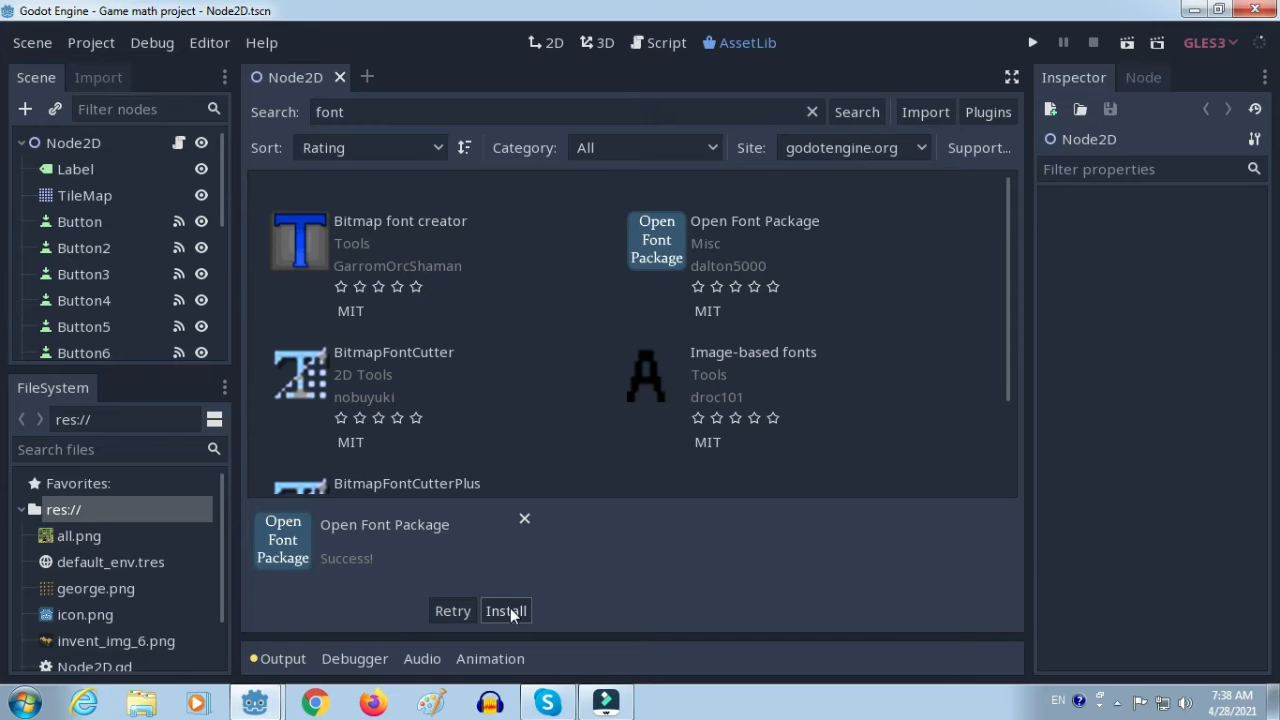 Godot Engine - Game math project - Node2D.tscn
Scene Project Debug Editor Help
2D 3D Script AssetLib
GLES3
Scene Import
Filter nodes
Node2D
Label
TileMap
Button
Button2
Button3
Button4
Button5
Button6
FileSystem
res://
Search files
Favorites:
res://
all.png
default_env.tres
george.png
icon.png
invent_img_6.png
Node2D.gd
Node2D
Search: font Search Import Plugins
Sort: Rating Category: All Site: godotengine.org Support...
Bitmap font creator
Tools
GarromOrcShaman
MIT
Open
Font
Package
Open Font Package
Misc
dalton5000
MIT
BitmapFontCutter
2D Tools
nobuyuki
MIT
Image-based fonts
Tools
droc101
MIT
BitmapFontCutterPlus
Open
Font
Package
Open Font Package
Success!
Retry Install
Output Debugger Audio Animation
Inspector Node
Node2D
Filter properties
EN
7:38 AM
4/28/2021